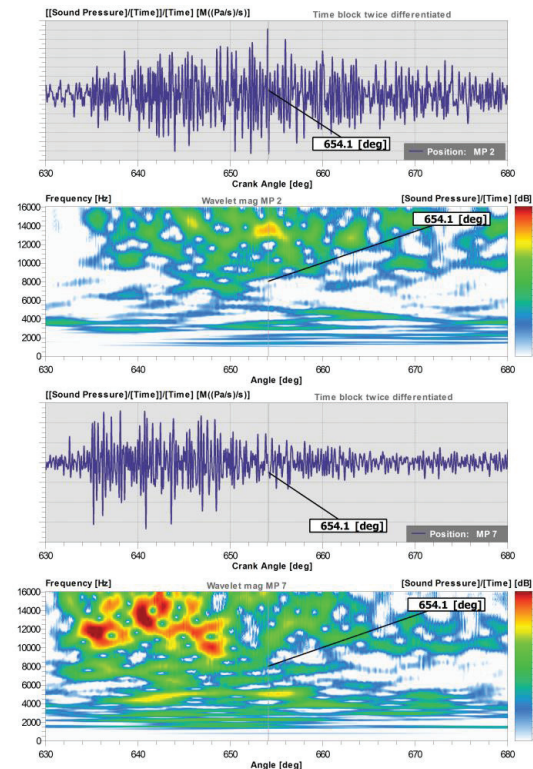 [[Sound Pressure]/[Time]]/[Time] [M((Pa/s)/s)] Time block twice differentiated
654.1 [deg]
Position: MP 2
630 640 650 660 670 680
Crank Angle [deg]
Frequency [Hz] Wavelet mag MP 2 [Sound Pressure]/[Time] [dB]
16000
654.1 [deg]
14000
12000
10000
8000
6000
4000
2000
0
630 640 650 660 670 680
Angle [deg]
[[Sound Pressure]/[Time]]/[Time] [M((Pa/s)/s)] Time block twice differentiated
654.1 [deg]
Position: MP 7
630 640 650 660 670 680
Crank Angle [deg]
Frequency [Hz] Wavelet mag MP 7 [Sound Pressure]/[Time] [dB]
16000
654.1 [deg]
14000
12000
10000
8000
6000
4000
2000
0
630 640 650 660 670 680
Angle [deg]